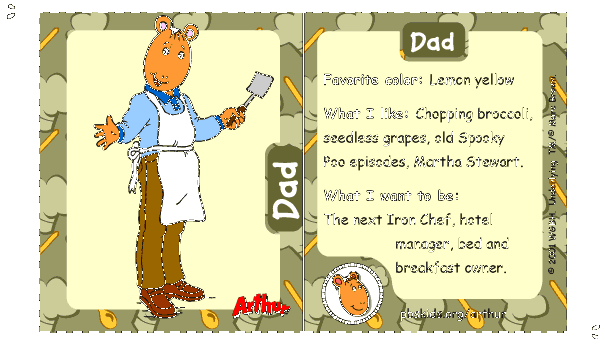 Dad
Arthur
Dad
Favorite color: Lemon yellow
What I like: Chopping broccoli,
seedless grapes, old Spooky
Poo episodes, Martha Stewart.
What I want to be:
The next Iron Chef, hotel
manager, bed and
breakfast owner.
pbskids.org/arthur